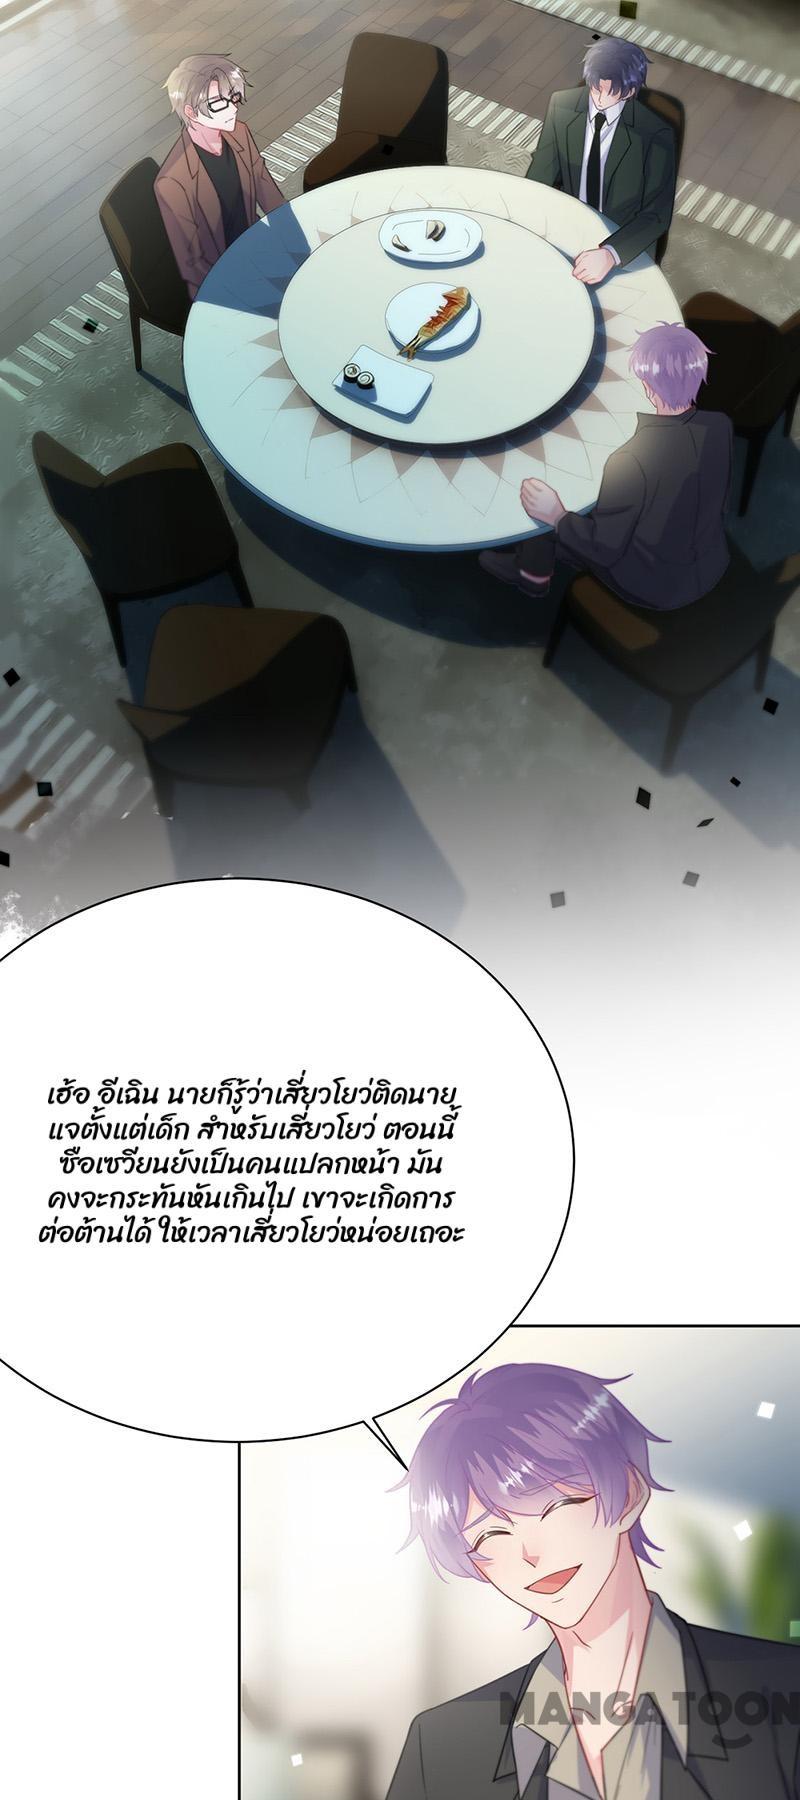 เฮ้อ อีเฉิน นายก็รู้ว่าเสี่ยวโยว่ติดนาย
แจตั้งแต่เด็ก สำหรับเสี่ยวโยว่ ตอนนี้
ซือเซวียนยังเป็นคนแปลกหน้า มัน
คงจะกระทันหันเกินไป เขาจะเกิดการ
ต่อต้านได้ ให้เวลาเสี่ยวโยว่หน่อยเถอะ
MANGATOON